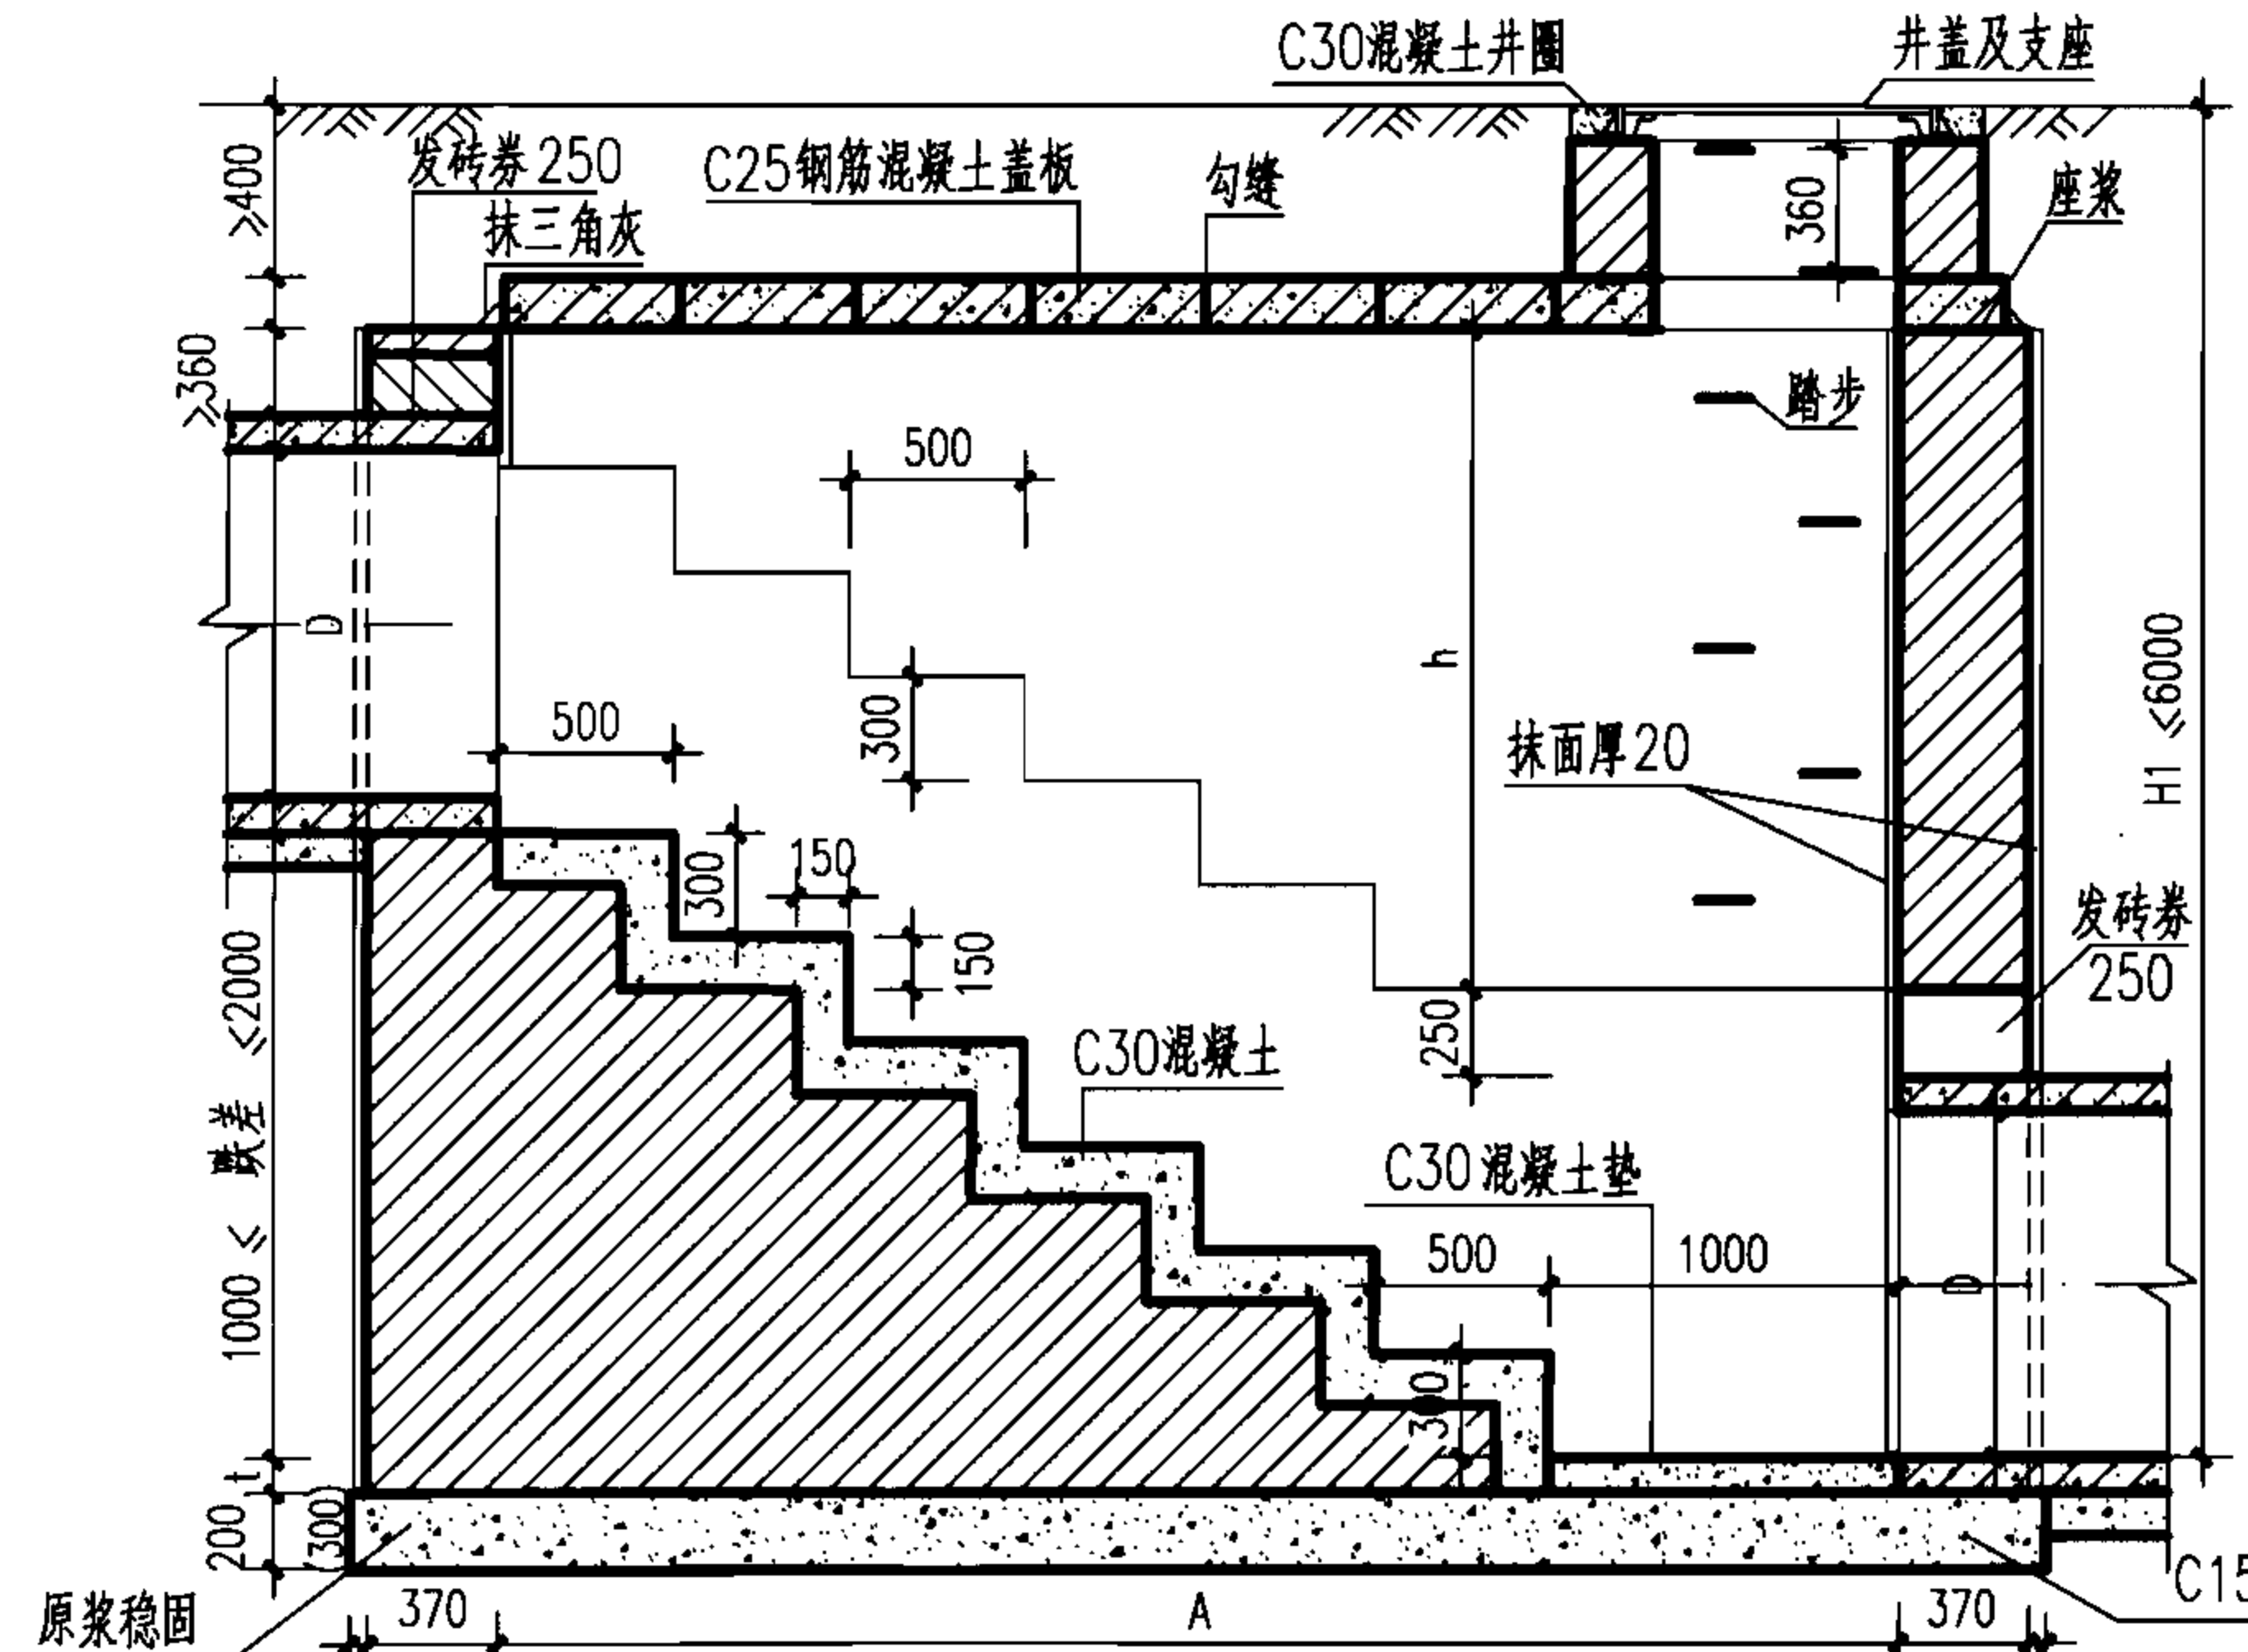 C30混凝土井圈
井盖及支座
≥400
发砖券250
抹三角灰
C25钢筋混凝土盖板
勾缝
座浆
360
≥360
踏步
500
D
h
H1 ≤6000
300
500
抹面厚20
300
150
150
发砖券
250
250
1000≤ 跌差 ≤2000
C30混凝土
C30混凝土垫
500
1000
D
300
t
200
(300)
C15
原浆稳固
370
A
370